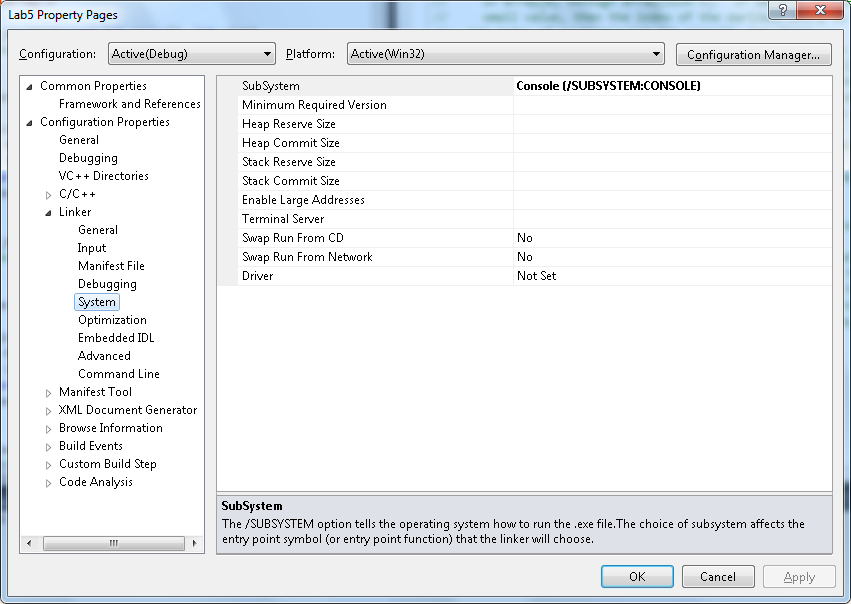 Lab5 Property Pages
Configuration: Active(Debug) Platform: Active(Win32) Configuration Manager...
Common Properties
Framework and References
Configuration Properties
General
Debugging
VC++ Directories
C/C++
Linker
General
Input
Manifest File
Debugging
System
Optimization
Embedded IDL
Advanced
Command Line
Manifest Tool
XML Document Generator
Browse Information
Build Events
Custom Build Step
Code Analysis
SubSystem Console (/SUBSYSTEM:CONSOLE)
Minimum Required Version
Heap Reserve Size
Heap Commit Size
Stack Reserve Size
Stack Commit Size
Enable Large Addresses
Terminal Server
Swap Run From CD No
Swap Run From Network No
Driver Not Set
SubSystem
The /SUBSYSTEM option tells the operating system how to run the .exe file.The choice of subsystem affects the
entry point symbol (or entry point function) that the linker will choose.
OK Cancel Apply